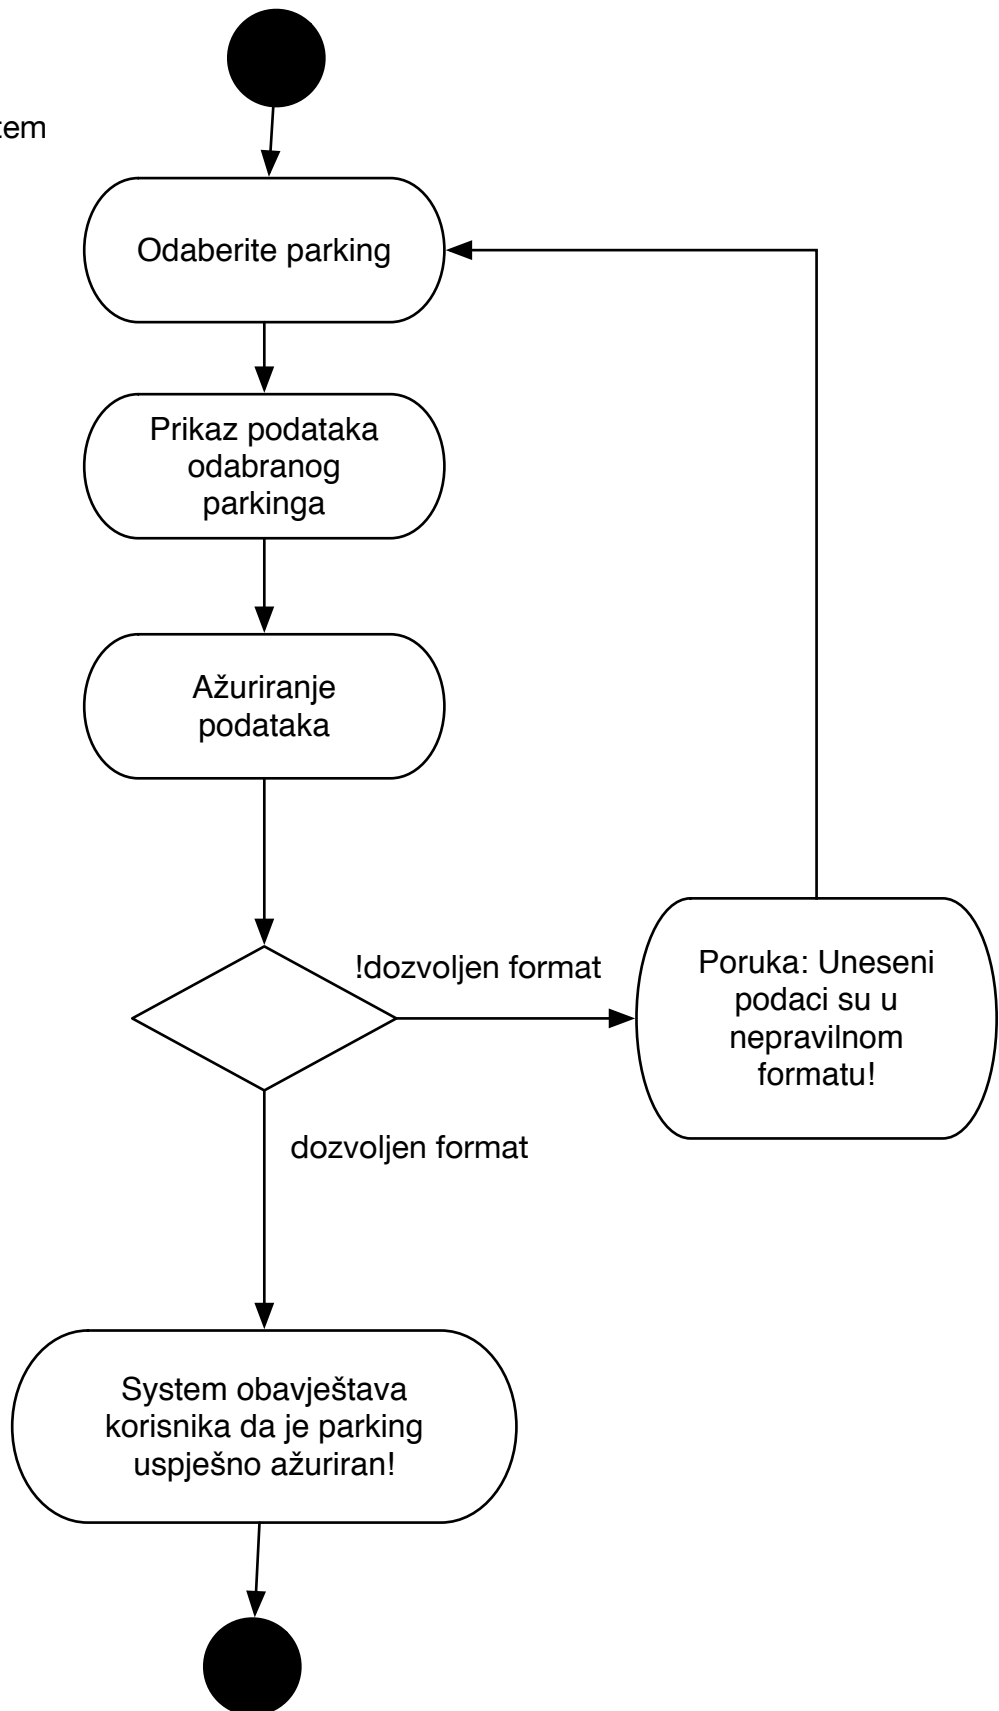 Odaberite parking
Prikaz podataka
odabranog
parkinga
Ažuriranje
podataka
!dozvoljen format
Poruka: Uneseni
podaci su u
nepravilnom
formatu!
dozvoljen format
System obavještava
korisnika da je parking
uspješno ažuriran!